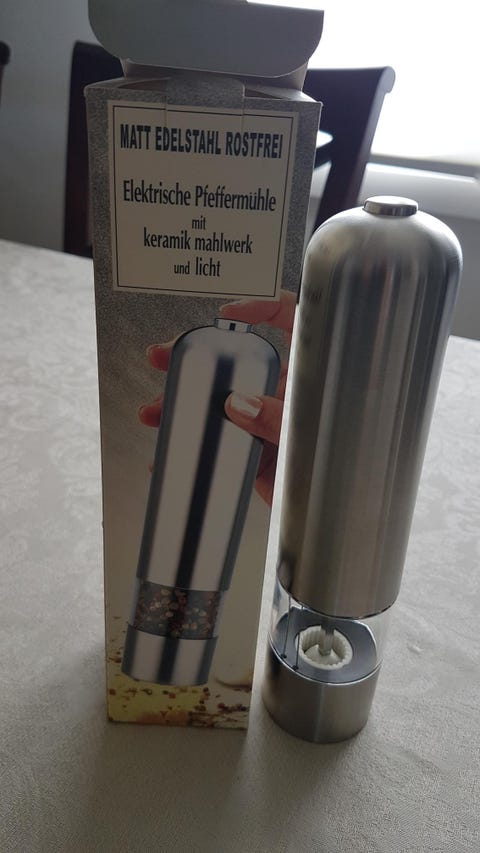 MATT EDELSTAHL ROSTFREI
Elektrische Pfeffermühle
mit
keramik mahlwerk
und licht